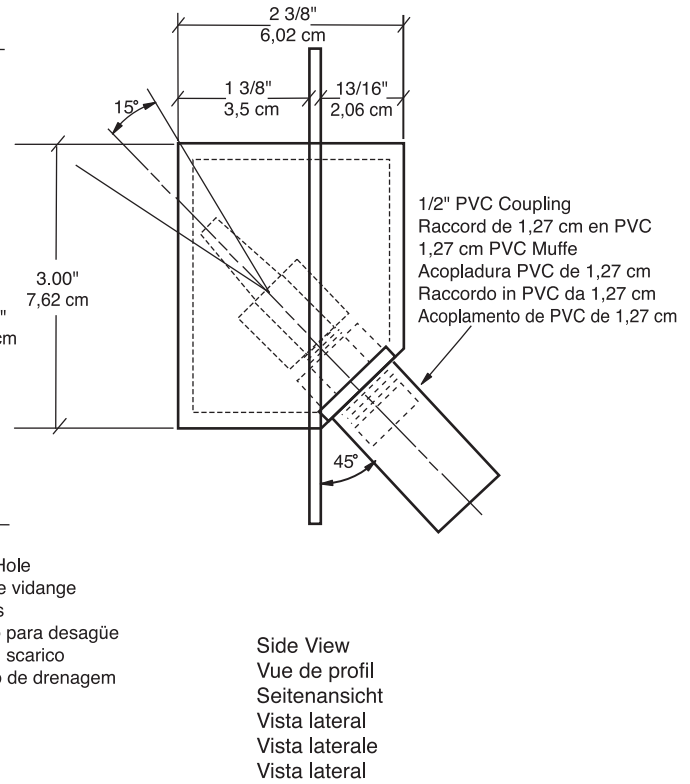 2 3/8"
6,02 cm
1 3/8"
3,5 cm
13/16"
2,06 cm
15°
1/2" PVC Coupling
Raccord de 1,27 cm en PVC
1,27 cm PVC Muffe
Acopladura PVC de 1,27 cm
Raccordo in PVC da 1,27 cm
Acoplamento de PVC de 1,27 cm
3.00"
7,62 cm
"
cm
45°
Hole
e vidange
s
para desagüe
scarico
o de drenagem
Side View
Vue de profil
Seitenansicht
Vista lateral
Vista laterale
Vista lateral